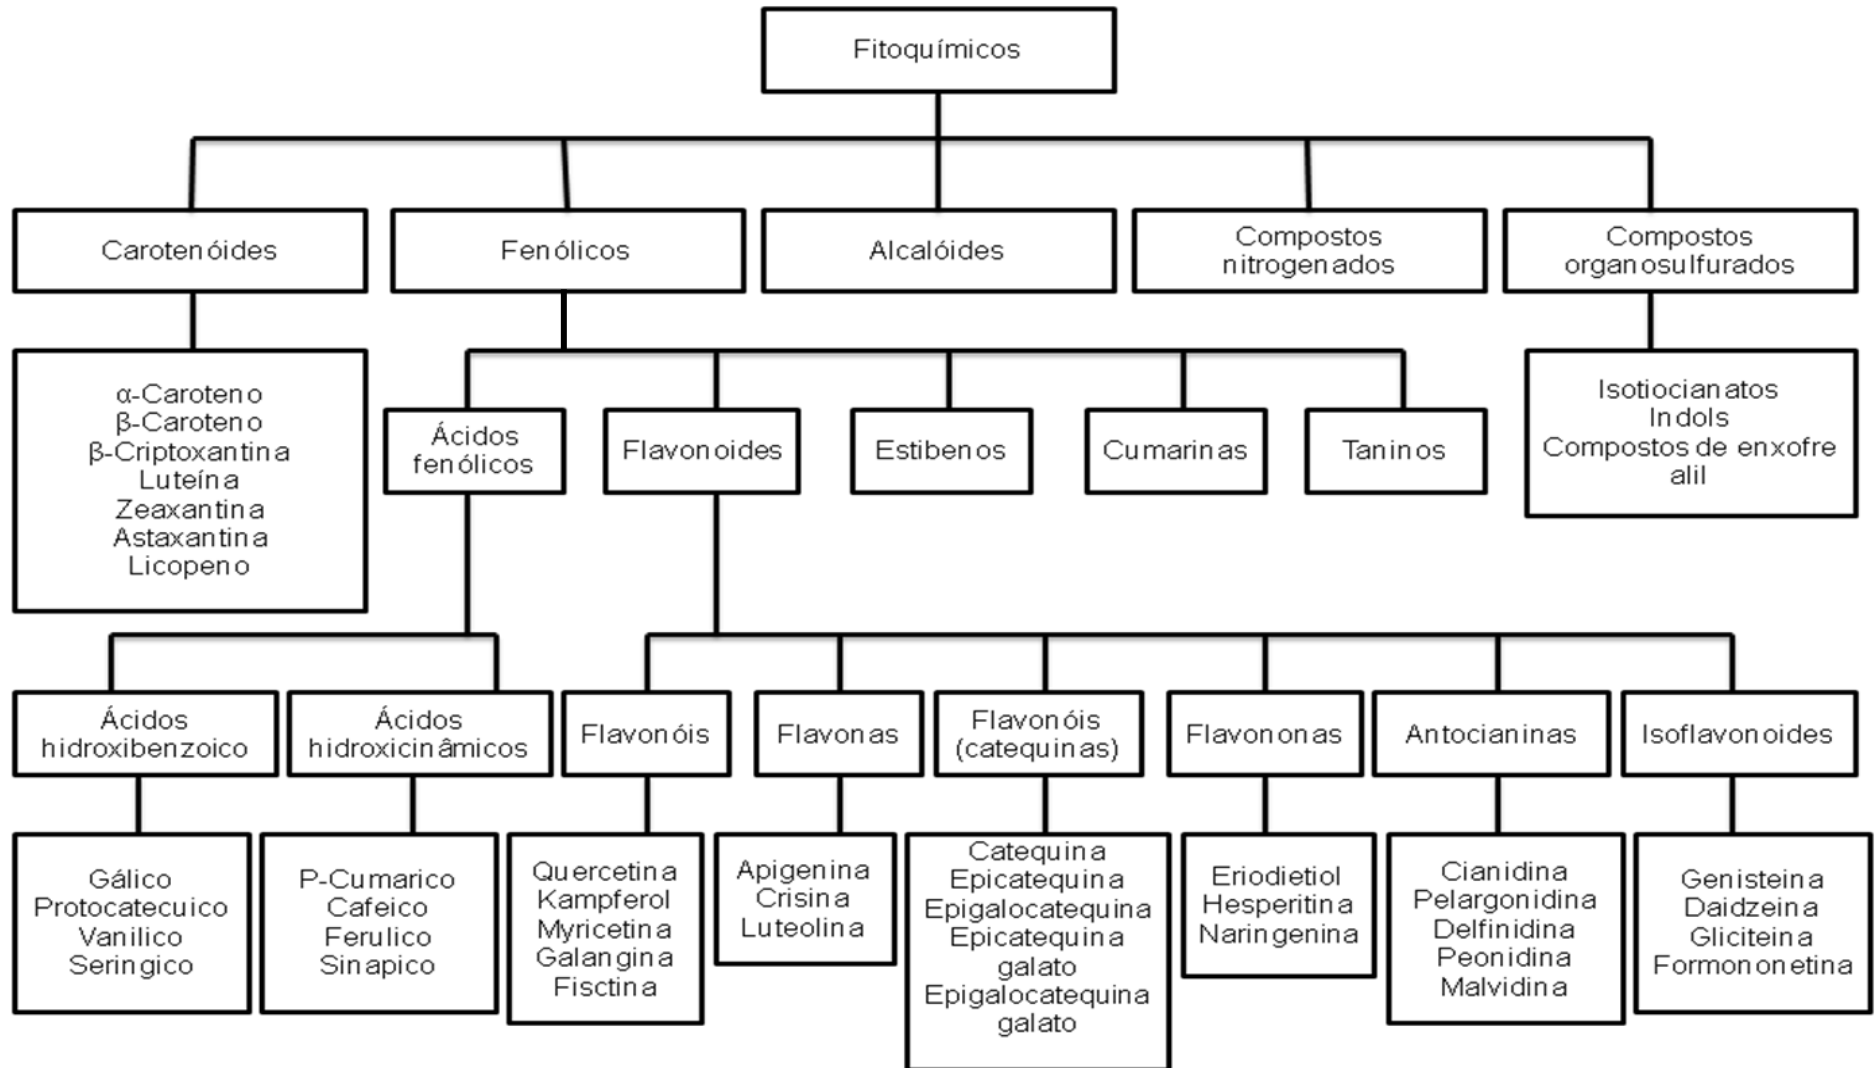 Fitoquímicos
Carotenóides
Fenólicos
Alcalóides
Compostos
nitrogenados
Compostos
organosulfurados
α-Caroteno
β-Caroteno
β-Criptoxantina
Luteína
Zeaxantina
Astaxantina
Licopeno
Ácidos
fenólicos
Flavonoides
Estibenos
Cumarinas
Taninos
Isotiocianatos
Indols
Compostos de enxofre
alil
Ácidos
hidroxibenzoico
Ácidos
hidroxicinâmicos
Flavonóis
Flavonas
Flavonóis
(catequinas)
Flavononas
Antocianinas
Isoflavonoides
Gálico
Protocatecuico
Vanilico
Seringico
P-Cumarico
Cafeico
Ferulico
Sinapico
Quercetina
Kampferol
Myricetina
Galangina
Fisctina
Apigenina
Crisina
Luteolina
Catequina
Epicatequina
Epigalocatequina
Epicatequina
galato
Epigalocatequina
galato
Eriodietiol
Hesperitina
Naringenina
Cianidina
Pelargonidina
Delfinidina
Peonidina
Malvidina
Genisteina
Daidzeina
Gliciteina
Formononetina